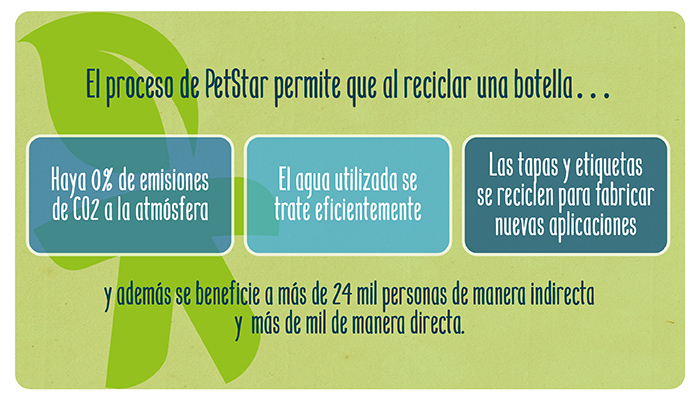 El proceso de PetStar permite que al reciclar una botella...
Haya 0% de emisiones
de CO2 a la atmósfera
El agua utilizada se
trate eficientemente
Las tapas y etiquetas
se reciclen para fabricar
nuevas aplicaciones
y además se beneficie a más de 24 mil personas de manera indirecta
y más de mil de manera directa.